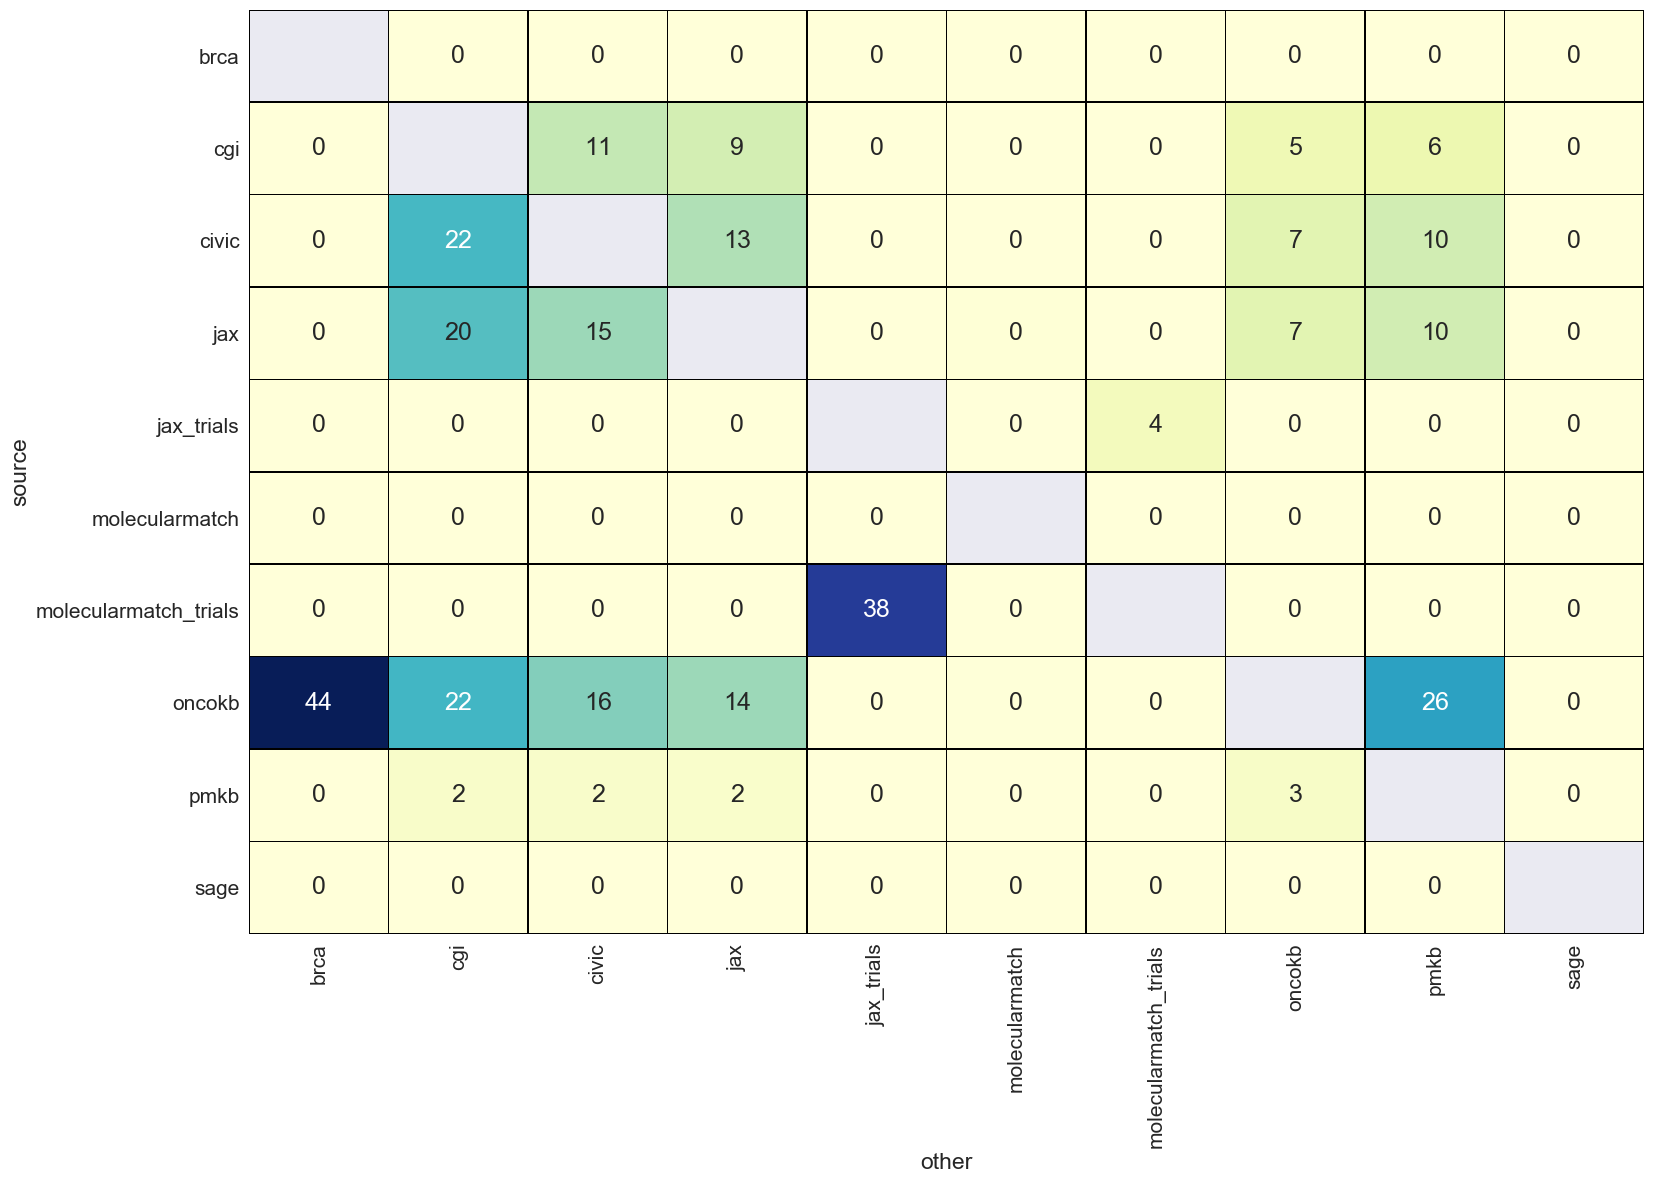 brca 0 0 0 0 0 0 0 0 0
cgi 0 11 9 0 0 0 5 6 0
civic 0 22 13 0 0 0 7 10 0
jax 0 20 15 0 0 0 7 10 0
jax_trials 0 0 0 0 0 4 0 0 0
molecularmatch 0 0 0 0 0 0 0 0 0
molecularmatch_trials 0 0 0 0 38 0 0 0 0
oncokb 44 22 16 14 0 0 0 26 0
pmkb 0 2 2 2 0 0 0 3 0
sage 0 0 0 0 0 0 0 0 0
source
brca cgi civic jax jax_trials molecularmatch molecularmatch_trials oncokb pmkb sage
other